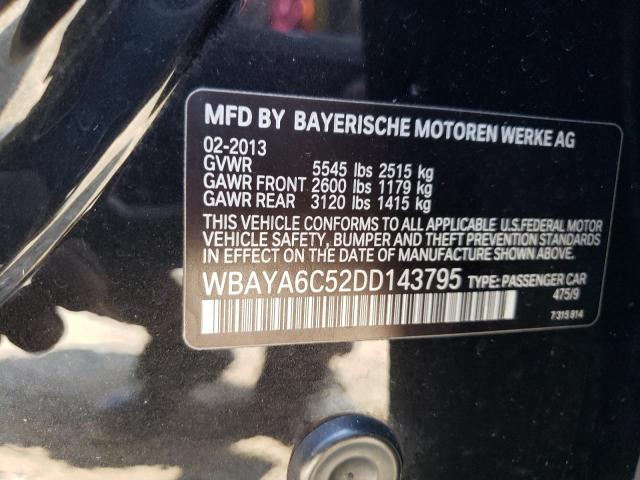 MFD BY BAYERISCHE MOTOREN WERKE AG
02-2013
GVWR 5545 lbs 2515 kg
GAWR FRONT 2600 lbs 1179 kg
GAWR REAR 3120 lbs 1415 kg
THIS VEHICLE CONFORMS TO ALL APPLICABLE U.S.FEDERAL MOTOR
VEHICLE SAFETY, BUMPER AND THEFT PREVENTION STANDARDS
IN EFFECT ON THE DATE OF MANUFACTURE SHOWN ABOVE.
WBAYA6C52DD143795 TYPE: PASSENGER CAR
475/9
7 315 814